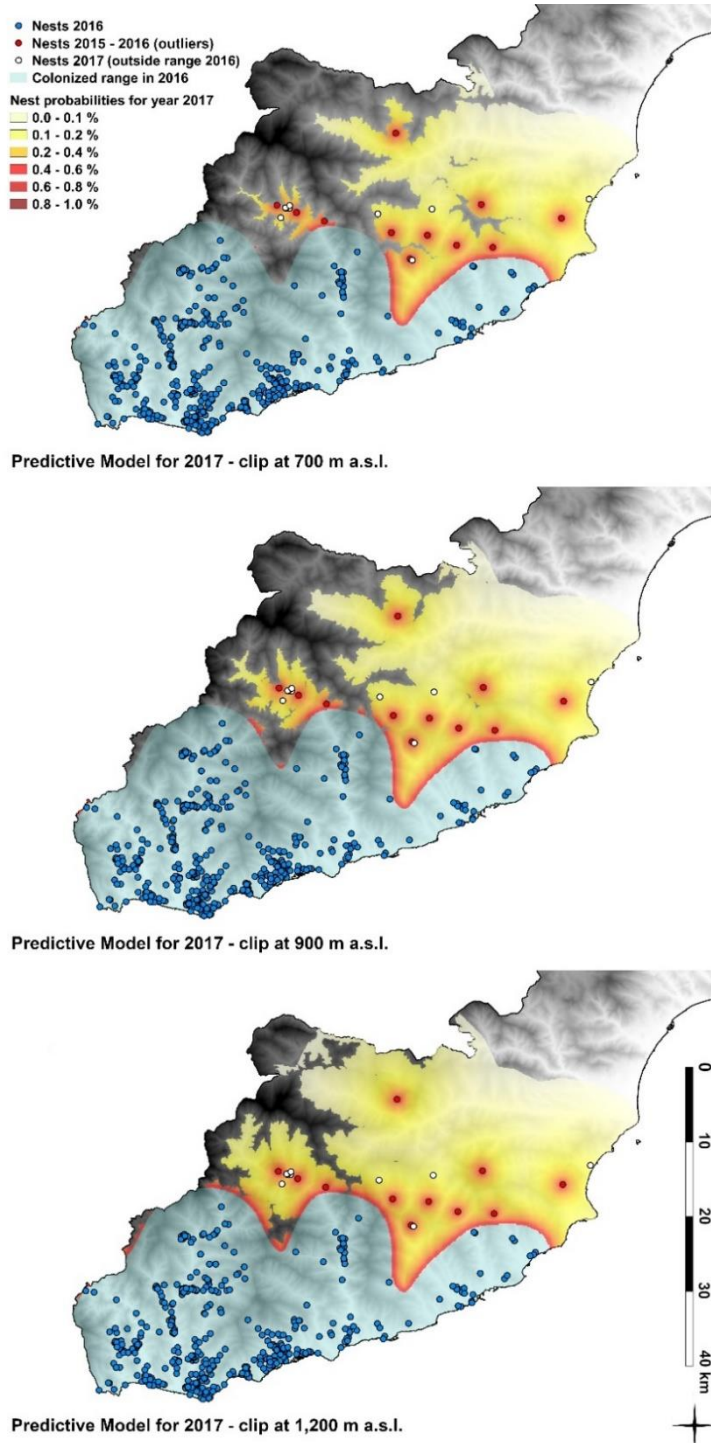 Nests 2016
Nests 2015 - 2016 (outliers)
Nests 2017 (outside range 2016)
Colonized range in 2016
Nest probabilities for year 2017
0.0 - 0.1 %
0.1 - 0.2 %
0.2 - 0.4 %
0.4 - 0.6 %
0.6 - 0.8 %
0.8 - 1.0 %
Predictive Model for 2017 - clip at 700 m a.s.l.
Predictive Model for 2017 - clip at 900 m a.s.l.
0
10
20
30
40 km
Predictive Model for 2017 - clip at 1,200 m a.s.l.